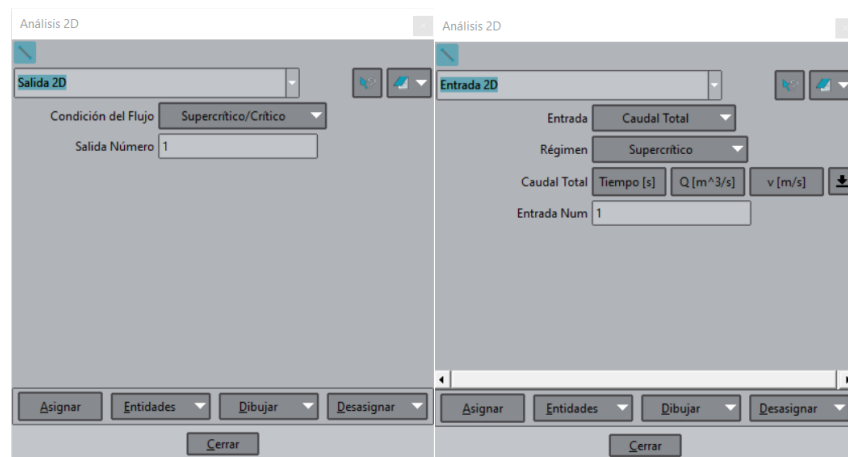 Análisis 2D
Salida 2D
Condición del Flujo Supercrítico/Crítico
Salida Número 1
Asignar Entidades Dibujar Desasignar
Cerrar
Análisis 2D
Entrada 2D
Entrada Caudal Total
Régimen Supercrítico
Caudal Total Tiempo [s] Q [m^3/s] v [m/s]
Entrada Num 1
Asignar Entidades Dibujar Desasignar
Cerrar